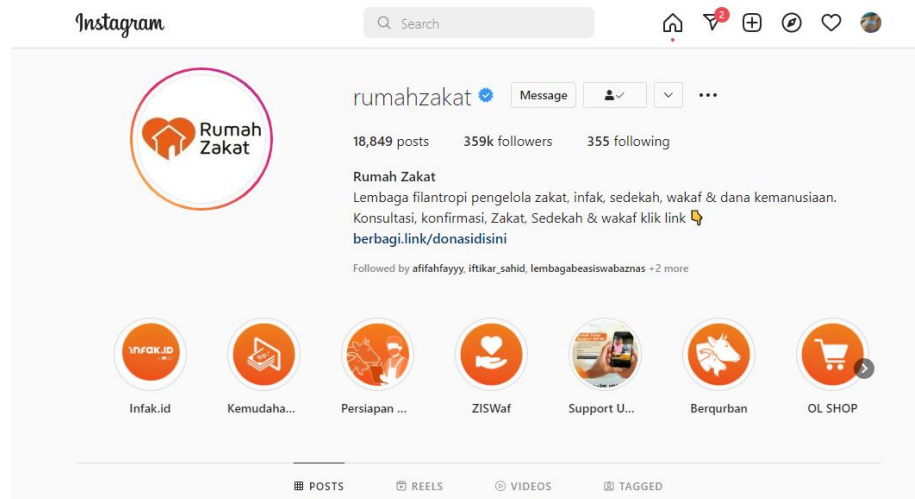 Instagram
Search
2
Rumah
Zakat
rumahzakat Message
18,849 posts 359k followers 355 following
Rumah Zakat
Lembaga filantropi pengelola zakat, infak, sedekah, wakaf & dana kemanusiaan.
Konsultasi, konfirmasi, Zakat, Sedekah & wakaf klik link 👇
berbagi.link/donasidisini
Followed by afifahfayyy, iftikar_sahid, lembagabeasiswabaznas +2 more
INFAK.ID
Infak.id Kemudaha... Persiapan ... ZISWaf Support U... Berqurban OL SHOP
POSTS REELS VIDEOS TAGGED